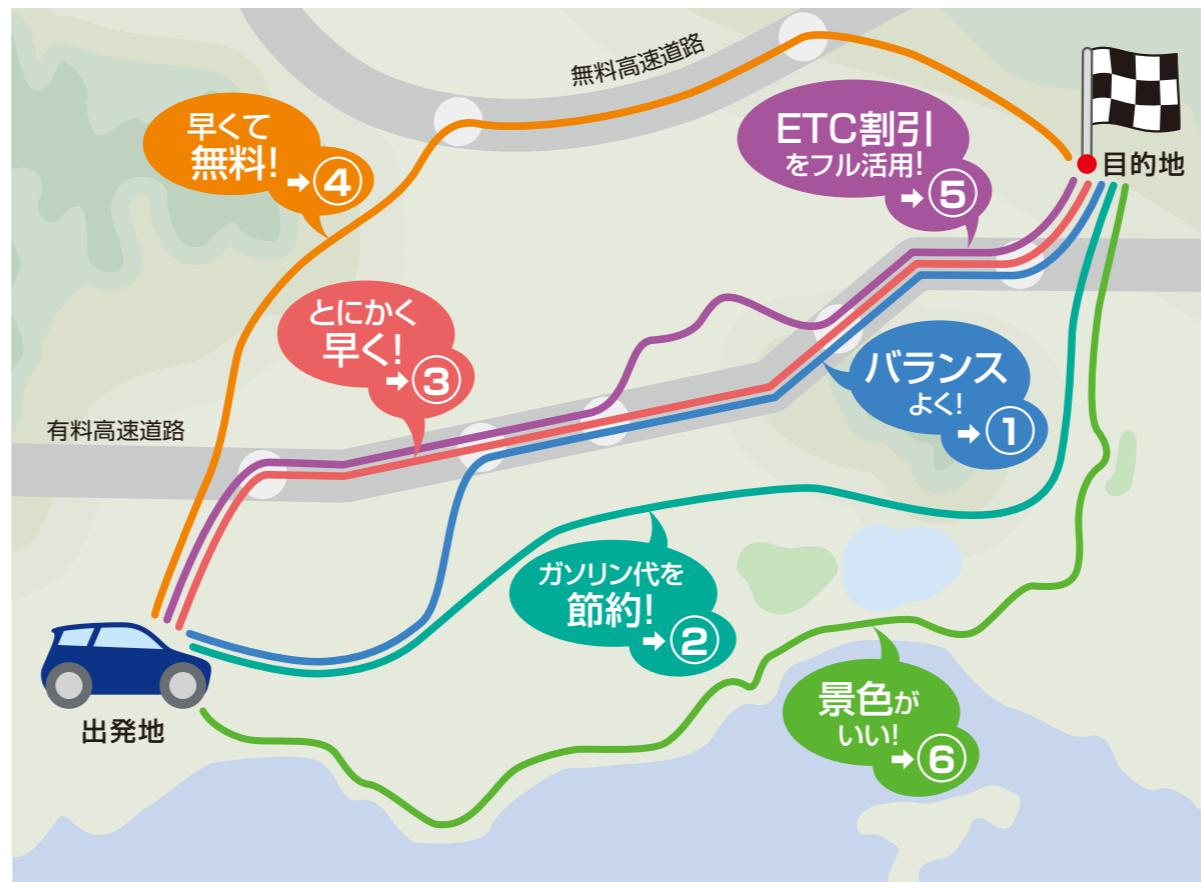 無料高速道路
早くて
無料!
➡④
ETC割引
をフル活用!
➡⑤
目的地
とにかく
早く!
➡③
バランス
よく!
➡①
有料高速道路
ガソリン代を
節約!
➡②
景色が
いい!
➡⑥
出発地